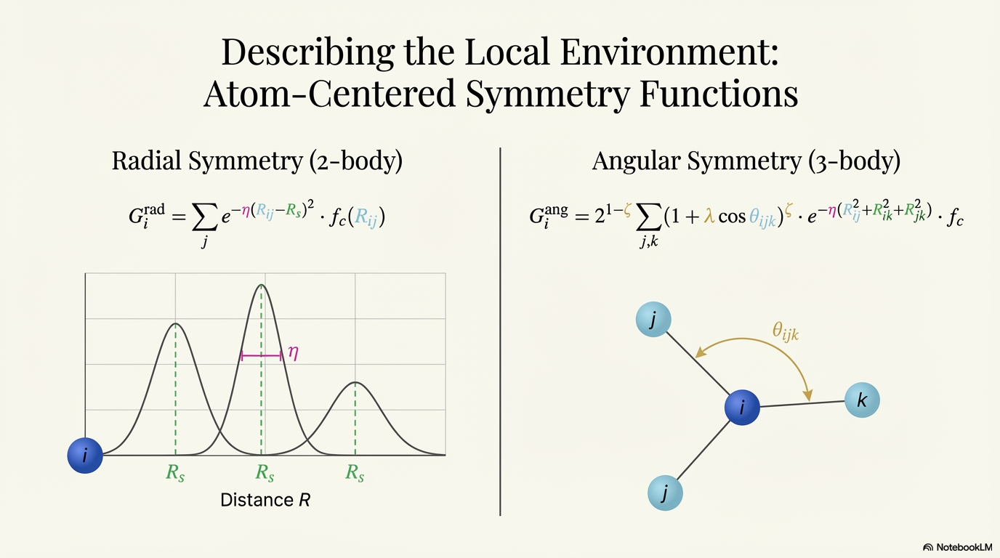 Describing the Local Environment:
Atom-Centered Symmetry Functions
Radial Symmetry (2-body)
G_i^rad = ∑_j e^{−η(R_ij−R_s)^2} · f_c(R_ij)
η
i
R_s R_s R_s
Distance R
Angular Symmetry (3-body)
G_i^ang = 2^{1−ζ} ∑_{j,k} (1 + λ cos θ_ijk)^ζ · e^{−η(R_ij^2+R_ik^2+R_jk^2)} · f_c
j
θ_ijk
i
k
j
NotebookLM